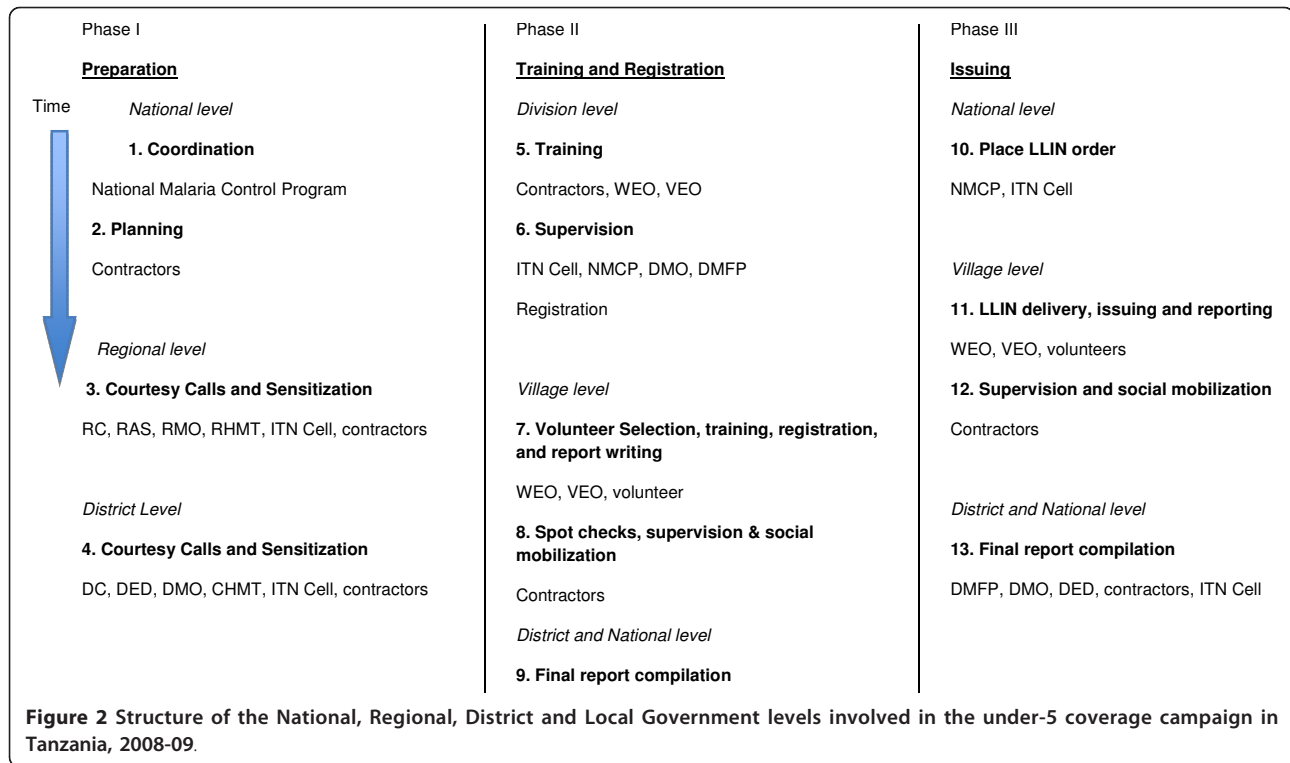 Phase I
Preparation
Time
National level
1. Coordination
National Malaria Control Program
2. Planning
Contractors
Regional level
3. Courtesy Calls and Sensitization
RC, RAS, RMO, RHMT, ITN Cell, contractors
District Level
4. Courtesy Calls and Sensitization
DC, DED, DMO, CHMT, ITN Cell, contractors
Phase II
Training and Registration
Division level
5. Training
Contractors, WEO, VEO
6. Supervision
ITN Cell, NMCP, DMO, DMFP
Registration
Village level
7. Volunteer Selection, training, registration,
and report writing
WEO, VEO, volunteer
8. Spot checks, supervision & social
mobilization
Contractors
District and National level
9. Final report compilation
Phase III
Issuing
National level
10. Place LLIN order
NMCP, ITN Cell
Village level
11. LLIN delivery, issuing and reporting
WEO, VEO, volunteers
12. Supervision and social mobilization
Contractors
District and National level
13. Final report compilation
DMFP, DMO, DED, contractors, ITN Cell
Figure 2 Structure of the National, Regional, District and Local Government levels involved in the under-5 coverage campaign in
Tanzania, 2008-09.